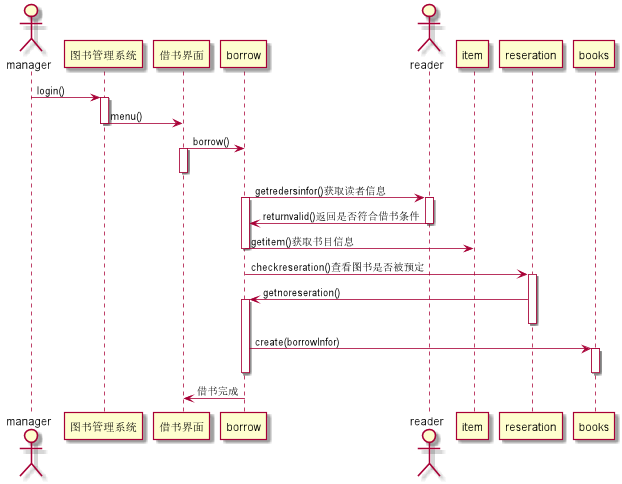 manager
图书管理系统
借书界面
borrow
reader
item
reseration
books
login()
menu()
borrow()
getredersinfor()获取读者信息
returnvalid()返回是否符合借书条件
getitem()获取书目信息
checkreseration()查看图书是否被预定
getnoreseration()
create(borrowInfor)
借书完成
manager
图书管理系统
借书界面
borrow
reader
item
reseration
books